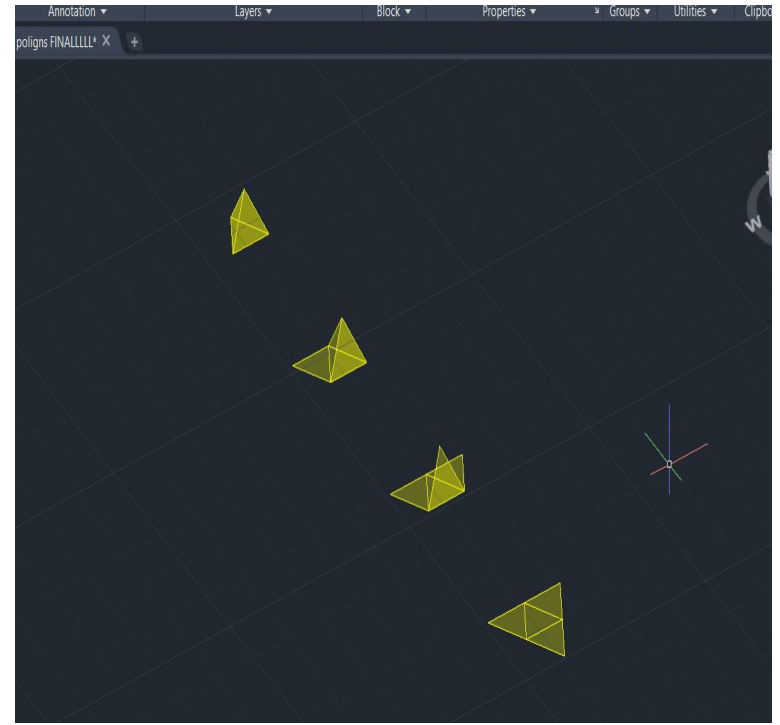 Annotation ▾ Layers ▾ Block ▾ Properties ▾ Groups ▾ Utilities ▾
poligns FINALLLLL* X +
W